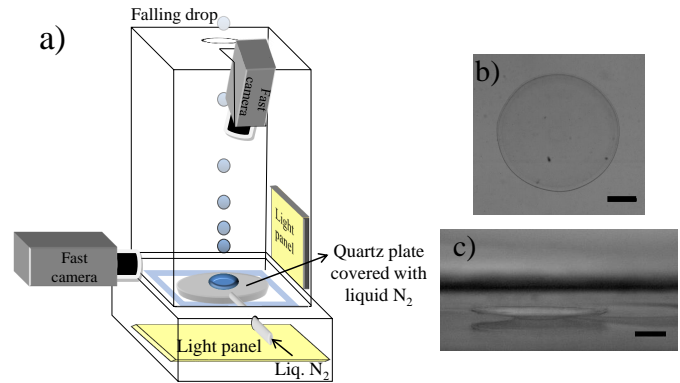 Falling drop
a)
Fast
camera
Light
panel
Fast
camera
Quartz plate
covered with
liquid N2
Light panel
Liq. N2
b)
c)